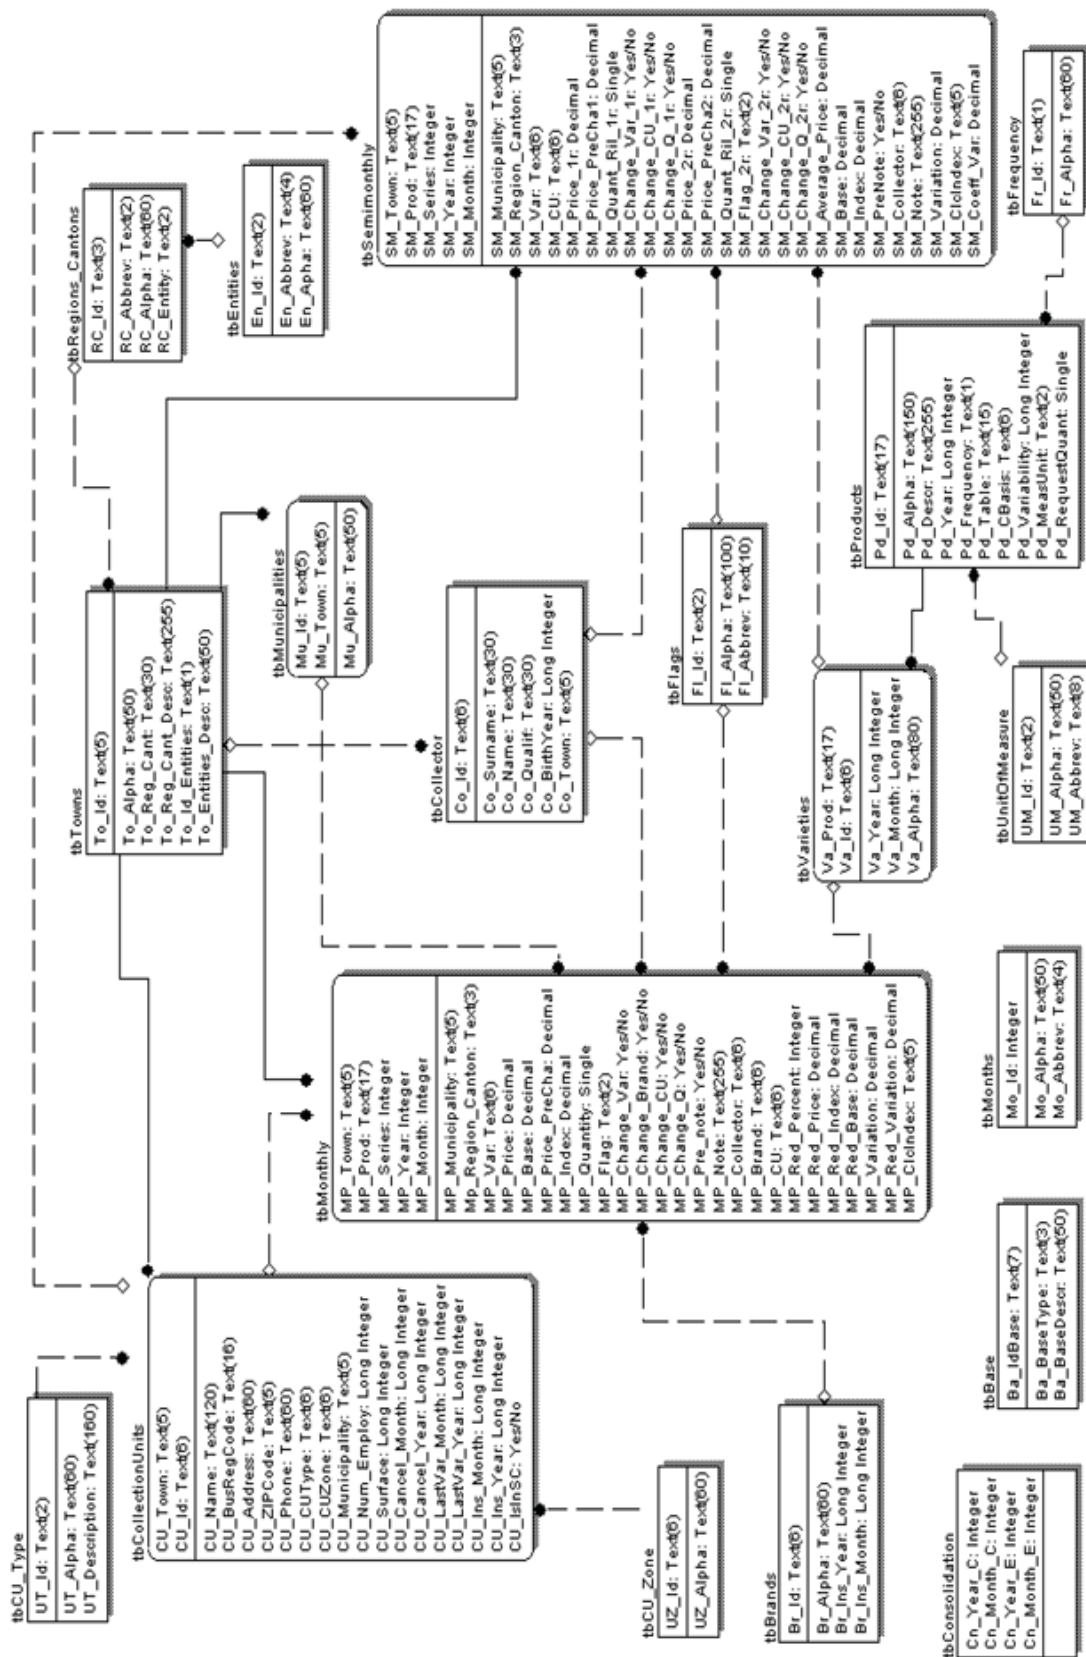 tbCU_Type
UT_Id: Text(2)
UT_Alpha: Text(60)
UT_Description: Text(160)
tbCollectionUnits
CU_Town: Text(5)
CU_Id: Text(6)
CU_Name: Text(120)
CU_BusRegCode: Text(16)
CU_Address: Text(60)
CU_ZIPCode: Text(5)
CU_Phone: Text(60)
CU_CUType: Text(6)
CU_CUZone: Text(6)
CU_Municipality: Text(5)
CU_Num_Employ: Long Integer
CU_Surface: Long Integer
CU_Cancel_Month: Long Integer
CU_Cancel_Year: Long Integer
CU_LastVar_Month: Long Integer
CU_LastVar_Year: Long Integer
CU_Ins_Month: Long Integer
CU_Ins_Year: Long Integer
CU_IsInSC: Yes/No
tbCU_Zone
UZ_Id: Text(6)
UZ_Alpha: Text(60)
tbBrands
Br_Id: Text(6)
Br_Alpha: Text(60)
Br_Ins_Year: Long Integer
Br_Ins_Month: Long Integer
tbConsolidation
Cn_Year_C: Integer
Cn_Month_C: Integer
Cn_Year_E: Integer
Cn_Month_E: Integer
tbBase
Ba_IdBase: Text(7)
Ba_BaseType: Text(3)
Ba_BaseDescr: Text(50)
tbMonths
Mo_Id: Integer
Mo_Alpha: Text(50)
Mo_Abbrev: Text(4)
tbMonthly
MP_Town: Text(5)
MP_Prod: Text(17)
MP_Series: Integer
MP_Year: Integer
MP_Month: Integer
MP_Municipality: Text(5)
Mp_Region_Canton: Text(3)
MP_Var: Text(6)
MP_Price: Decimal
MP_Base: Decimal
MP_Price_PreCha: Decimal
MP_Index: Decimal
MP_Quantity: Single
MP_Flag: Text(2)
MP_Change_Var: Yes/No
MP_Change_Brand: Yes/No
MP_Change_CU: Yes/No
MP_Change_Q: Yes/No
MP_Pre_note: Yes/No
MP_Note: Text(255)
MP_Collector: Text(6)
MP_Brand: Text(6)
MP_CU: Text(6)
MP_Red_Percent: Integer
MP_Red_Price: Decimal
MP_Red_Index: Decimal
MP_Red_Base: Decimal
MP_Variation: Decimal
MP_Red_Variation: Decimal
MP_ClcIndex: Text(5)
tbTowns
To_Id: Text(5)
To_Alpha: Text(50)
To_Reg_Cant: Text(30)
To_Reg_Cant_Desc: Text(255)
To_Id_Entities: Text(1)
To_Entities_Desc: Text(50)
tbMunicipalities
Mu_Id: Text(5)
Mu_Town: Text(5)
Mu_Alpha: Text(50)
tbCollector
Co_Id: Text(6)
Co_Surname: Text(30)
Co_Name: Text(30)
Co_Qualif: Text(30)
Co_BirthYear: Long Integer
Co_Town: Text(5)
tbFlags
Fl_Id: Text(2)
Fl_Alpha: Text(100)
Fl_Abbrev: Text(10)
tbVarieties
Va_Prod: Text(17)
Va_Id: Text(6)
Va_Year: Long Integer
Va_Month: Long Integer
Va_Alpha: Text(80)
tbUnitOfMeasure
UM_Id: Text(2)
UM_Alpha: Text(50)
UM_Abbrev: Text(8)
tbProducts
Pd_Id: Text(17)
Pd_Alpha: Text(150)
Pd_Descr: Text(255)
Pd_Year: Long Integer
Pd_Frequency: Text(1)
Pd_Table: Text(15)
Pd_CBasis: Text(6)
Pd_Variability: Long Integer
Pd_MeasUnit: Text(2)
Pd_RequestQuant: Single
tbRegions_Cantons
RC_Id: Text(3)
RC_Abbrev: Text(2)
RC_Alpha: Text(60)
RC_Entity: Text(2)
tbEntities
En_Id: Text(2)
En_Abbrev: Text(4)
En_Apha: Text(60)
tbSemimonthly
SM_Town: Text(5)
SM_Prod: Text(17)
SM_Series: Integer
SM_Year: Integer
SM_Month: Integer
SM_Municipality: Text(5)
SM_Region_Canton: Text(3)
SM_Var: Text(6)
SM_CU: Text(6)
SM_Price_1r: Decimal
SM_Price_PreCha1: Decimal
SM_Quant_Ril_1r: Single
SM_Change_Var_1r: Yes/No
SM_Change_CU_1r: Yes/No
SM_Change_Q_1r: Yes/No
SM_Price_2r: Decimal
SM_Price_PreCha2: Decimal
SM_Quant_Ril_2r: Single
SM_Flag_2r: Text(2)
SM_Change_Var_2r: Yes/No
SM_Change_CU_2r: Yes/No
SM_Change_Q_2r: Yes/No
SM_Average_Price: Decimal
SM_Base: Decimal
SM_Index: Decimal
SM_PreNote: Yes/No
SM_Collector: Text(6)
SM_Note: Text(255)
SM_Variation: Decimal
SM_ClcIndex: Text(5)
SM_Coeff_Var: Decimal
tbFrequency
Fr_Id: Text(1)
Fr_Alpha: Text(60)